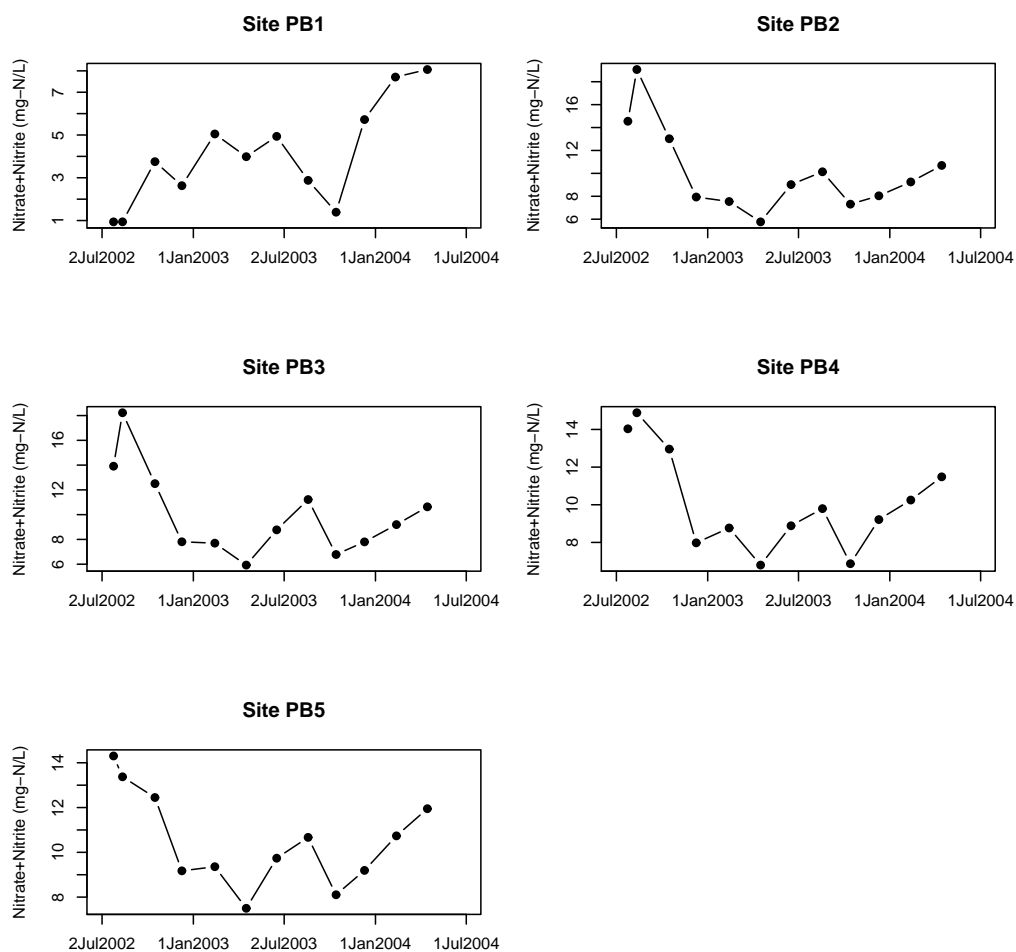 Site PB1
Nitrate+Nitrite (mg−N/L)
7
5
3
1
2Jul2002 1Jan2003 2Jul2003 1Jan2004 1Jul2004
Site PB2
Nitrate+Nitrite (mg−N/L)
16
12
8
6
2Jul2002 1Jan2003 2Jul2003 1Jan2004 1Jul2004
Site PB3
Nitrate+Nitrite (mg−N/L)
16
12
8
6
2Jul2002 1Jan2003 2Jul2003 1Jan2004 1Jul2004
Site PB4
Nitrate+Nitrite (mg−N/L)
14
12
10
8
2Jul2002 1Jan2003 2Jul2003 1Jan2004 1Jul2004
Site PB5
Nitrate+Nitrite (mg−N/L)
14
12
10
8
2Jul2002 1Jan2003 2Jul2003 1Jan2004 1Jul2004